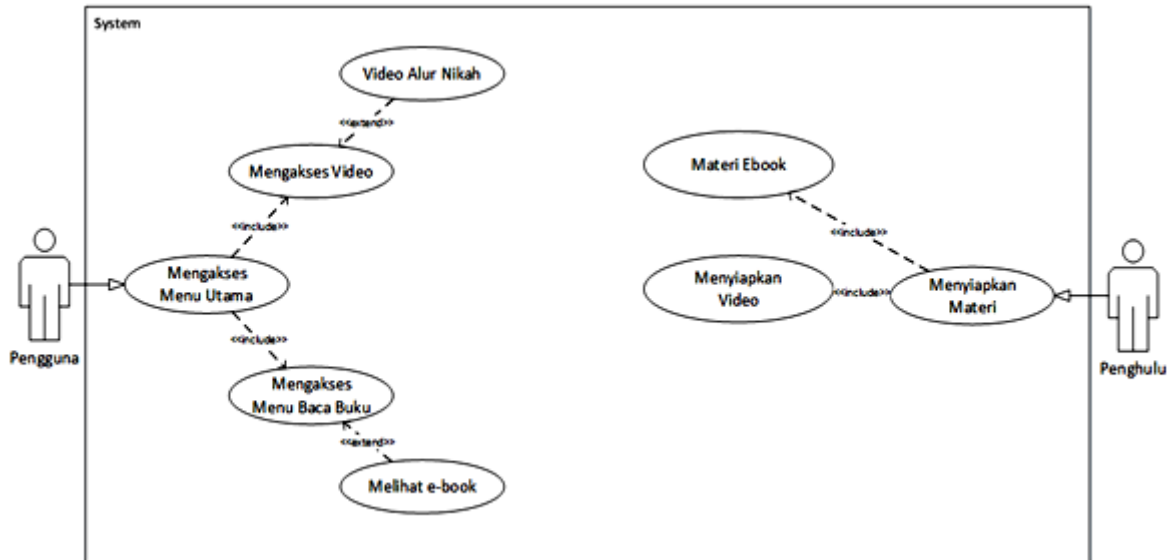 System
Video Alur Nikah
<<extend>>
Mengakses Video
<<include>>
Mengakses
Menu Utama
<<include>>
Mengakses
Menu Baca Buku
<<extend>>
Melihat e-book
Pengguna
Materi Ebook
<<include>>
Menyiapkan
Video
<<include>>
Menyiapkan
Materi
Penghulu